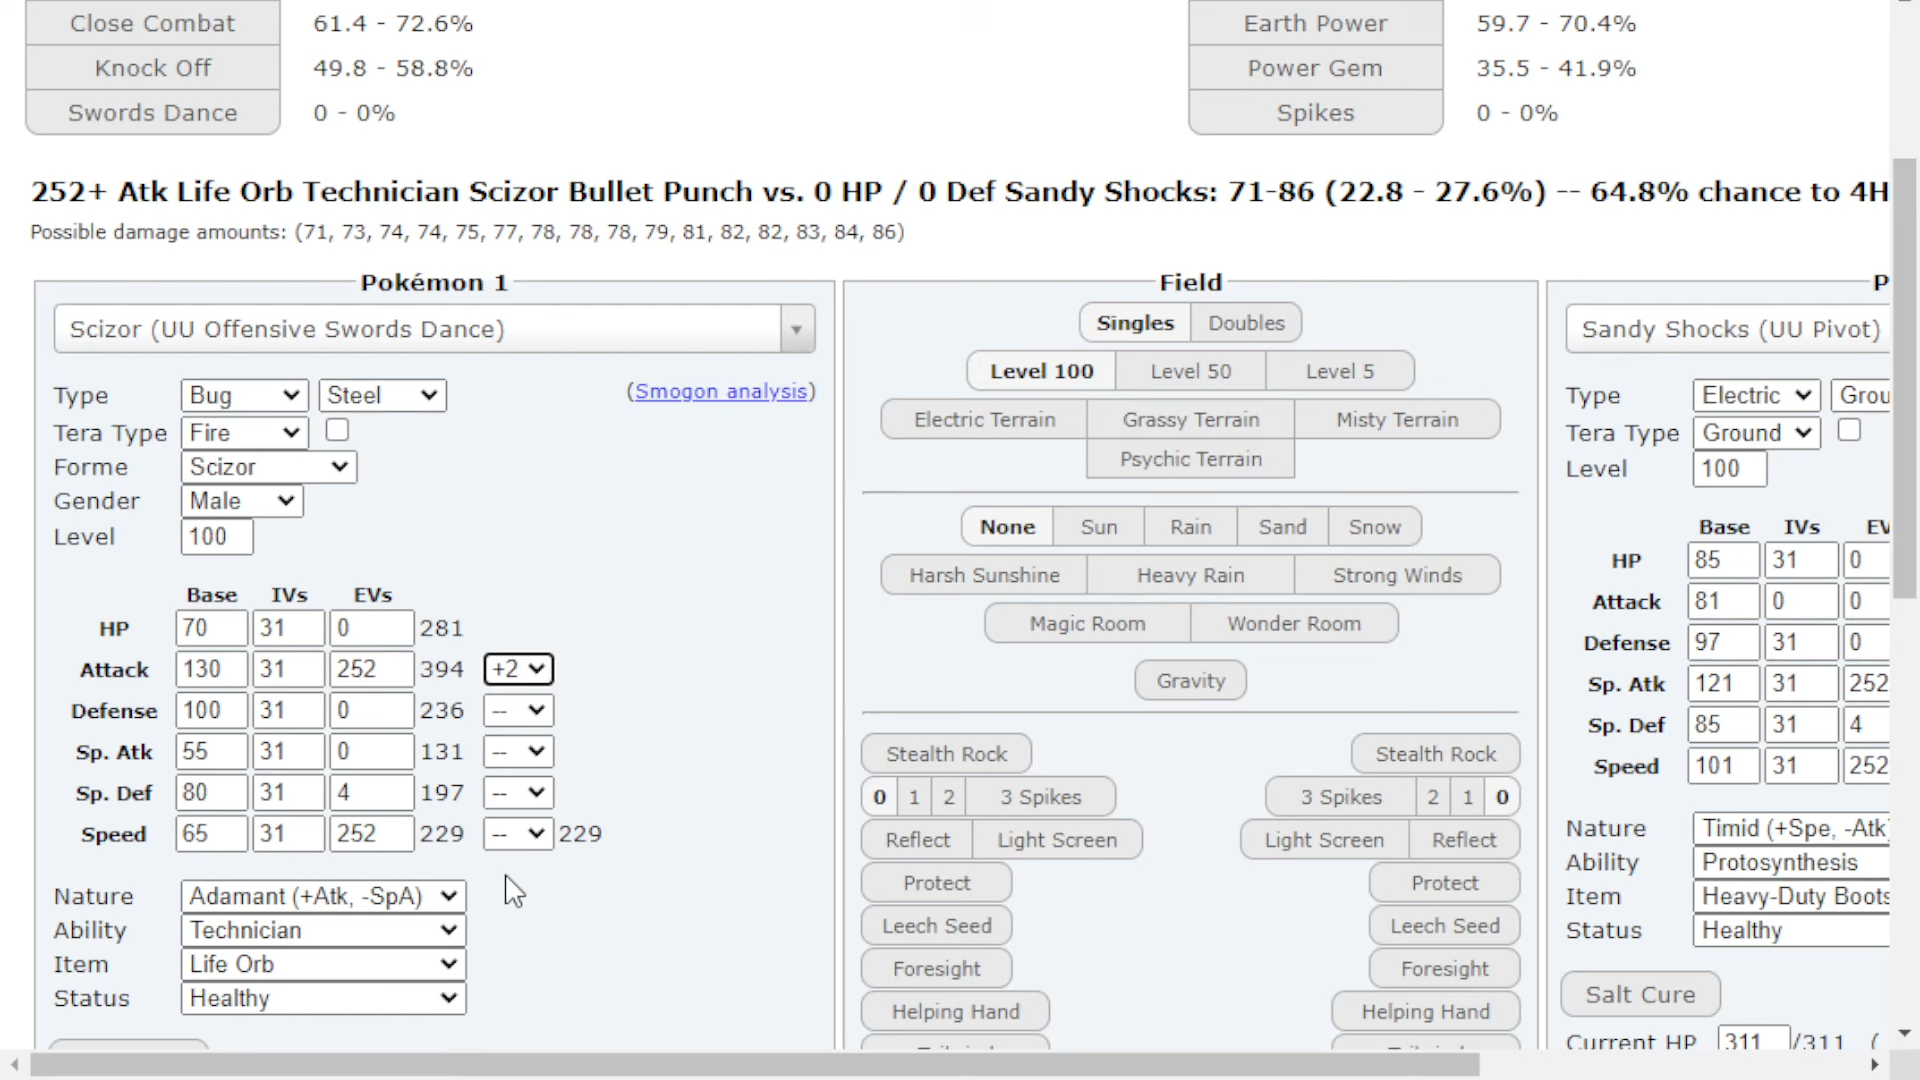 Close Combat 61.4 - 72.6% Earth Power 59.7 - 70.4%
Knock Off 49.8 - 58.8% Power Gem 35.5 - 41.9%
Swords Dance 0 - 0% Spikes 0 - 0%
252+ Atk Life Orb Technician Scizor Bullet Punch vs. 0 HP / 0 Def Sandy Shocks: 71-86 (22.8 - 27.6%) -- 64.8% chance to 4H
Possible damage amounts: (71, 73, 74, 74, 75, 77, 78, 78, 78, 79, 81, 82, 82, 83, 84, 86)
Pokémon 1
Scizor (UU Offensive Swords Dance)
Type Bug Steel (Smogon analysis)
Tera Type Fire
Forme Scizor
Gender Male
Level 100
Base IVs EVs
HP 70 31 0 281
Attack 130 31 252 394 +2
Defense 100 31 0 236 --
Sp. Atk 55 31 0 131 --
Sp. Def 80 31 4 197 --
Speed 65 31 252 229 -- 229
Nature Adamant (+Atk, -SpA)
Ability Technician
Item Life Orb
Status Healthy
Field
Singles Doubles
Level 100 Level 50 Level 5
Electric Terrain Grassy Terrain Misty Terrain
Psychic Terrain
None Sun Rain Sand Snow
Harsh Sunshine Heavy Rain Strong Winds
Magic Room Wonder Room
Gravity
Stealth Rock Stealth Rock
0 1 2 3 Spikes 3 Spikes 2 1 0
Reflect Light Screen Light Screen Reflect
Protect Protect
Leech Seed Leech Seed
Foresight Foresight
Helping Hand Helping Hand
P
Sandy Shocks (UU Pivot)
Type Electric Grou
Tera Type Ground
Level 100
Base IVs EV
HP 85 31 0
Attack 81 0 0
Defense 97 31 0
Sp. Atk 121 31 252
Sp. Def 85 31 4
Speed 101 31 252
Nature Timid (+Spe, -Atk)
Ability Protosynthesis
Item Heavy-Duty Boots
Status Healthy
Salt Cure
Current HP 311 /311 (